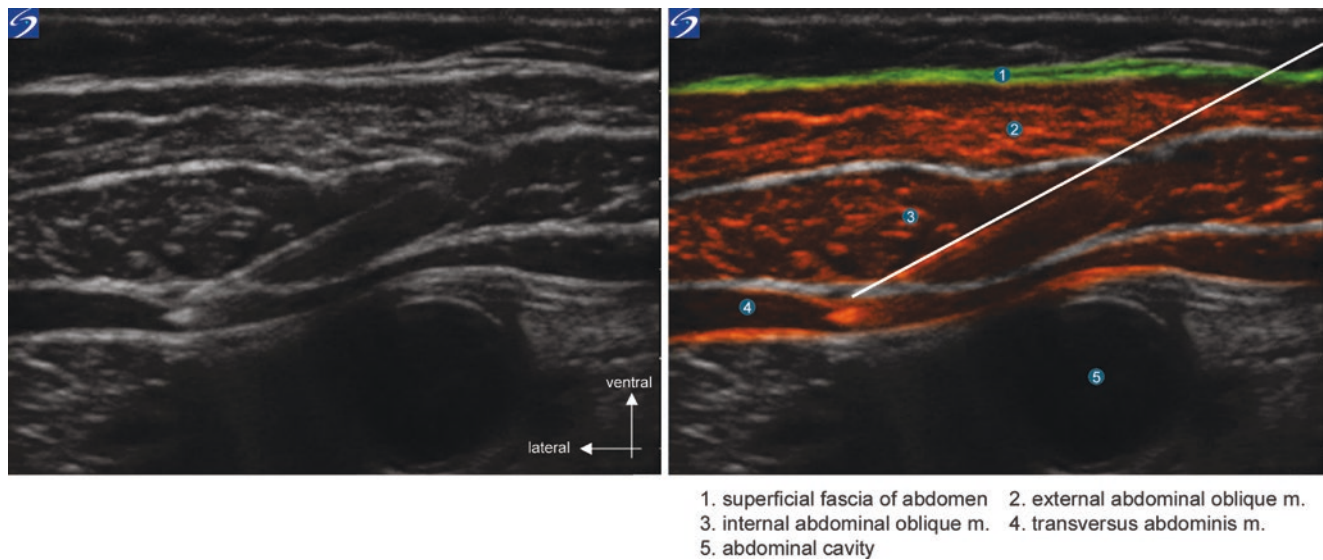 ventral
lateral
1
2
3
4
5
1. superficial fascia of abdomen 2. external abdominal oblique m.
3. internal abdominal oblique m. 4. transversus abdominis m.
5. abdominal cavity